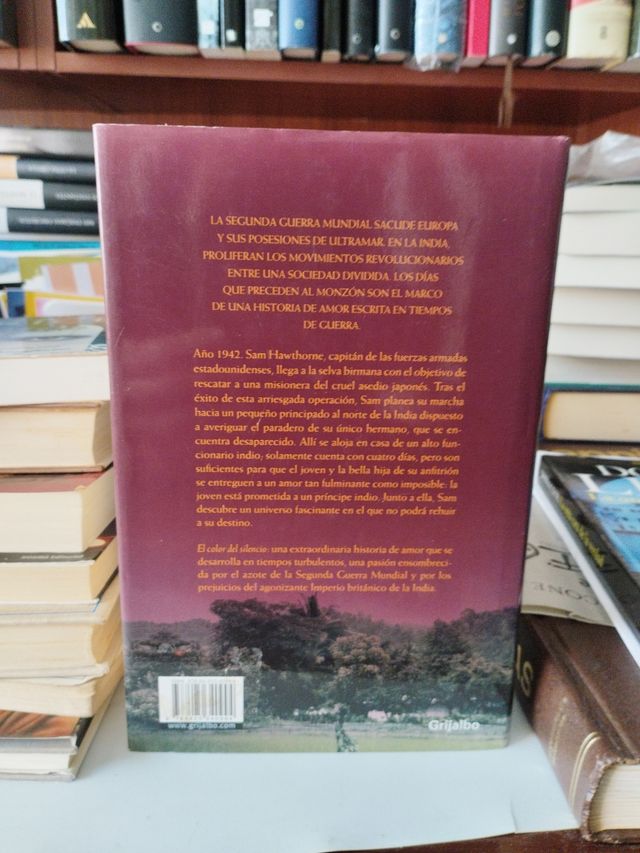 LA SEGUNDA GUERRA MUNDIAL SACUDE EUROPA
Y SUS POSESIONES DE ULTRAMAR. EN LA INDIA,
PROLIFERAN LOS MOVIMIENTOS REVOLUCIONARIOS
ENTRE UNA SOCIEDAD DIVIDIDA. LOS DÍAS
QUE PRECEDEN AL MONZÓN SON EL MARCO
DE UNA HISTORIA DE AMOR ESCRITA EN TIEMPOS
DE GUERRA.
Año 1942. Sam Hawthorne, capitán de las fuerzas armadas
estadounidenses, llega a la selva birmana con el objetivo de
rescatar a una misionera del cruel asedio japonés. Tras el
éxito de esta arriesgada operación, Sam planea su marcha
hacia un pequeño principado al norte de la India dispuesto
a averiguar el paradero de su único hermano, que se en-
cuentra desaparecido. Allí se aloja en casa de un alto fun-
cionario indio; solamente cuenta con cuatro días, pero son
suficientes para que el joven y la bella hija de su anfitrión
se entreguen a un amor tan fulminante como imposible: la
joven está prometida a un príncipe indio. Junto a ella, Sam
descubre un universo fascinante en el que no podrá rehuir
a su destino.
El color del silencio: una extraordinaria historia de amor que se
desarrolla en tiempos turbulentos, una pasión ensombreci-
da por el azote de la Segunda Guerra Mundial y por los
prejuicios del agonizante Imperio británico de la India.
www.grijalbo.com
Grijalbo